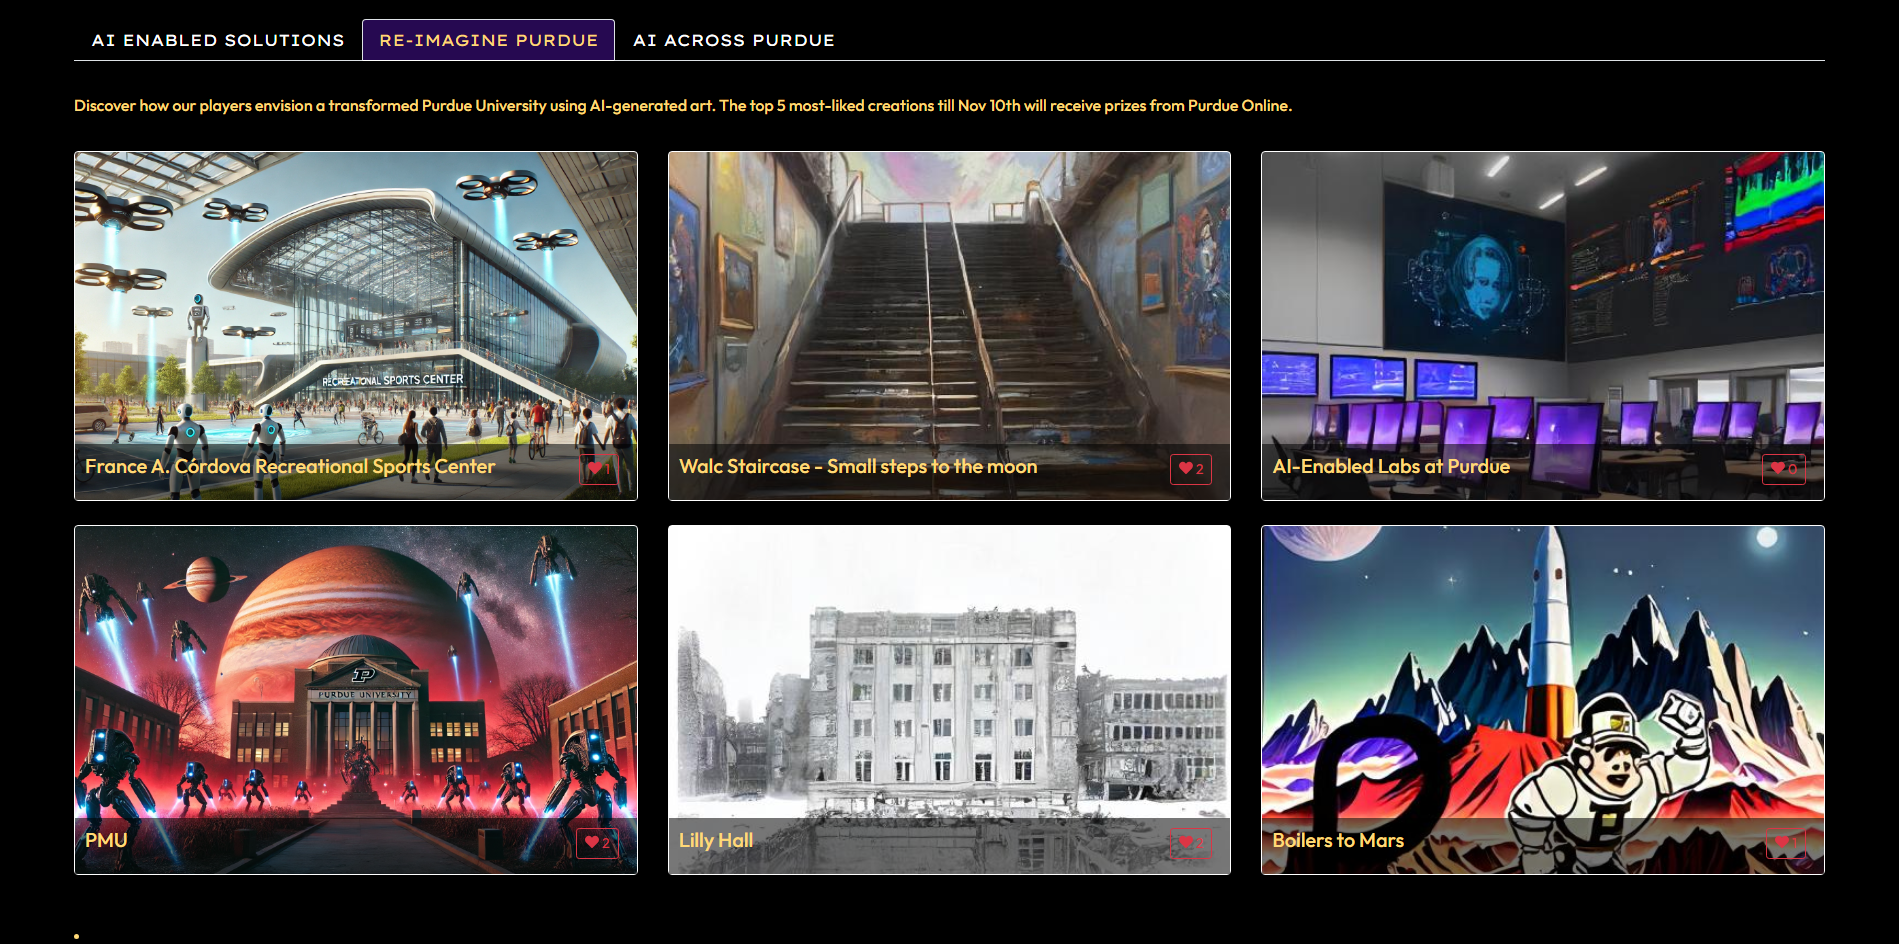 AI ENABLED SOLUTIONS
RE-IMAGINE PURDUE
AI ACROSS PURDUE
Discover how our players envision a transformed Purdue University using AI-generated art. The top 5 most-liked creations till Nov 10th will receive prizes from Purdue Online.
RECREATIONAL SPORTS CENTER
France A. Córdova Recreational Sports Center
1
Walc Staircase - Small steps to the moon
2
AI-Enabled Labs at Purdue
0
P
PURDUE UNIVERSITY
PMU
2
Lilly Hall
2
P
Boilers to Mars
1